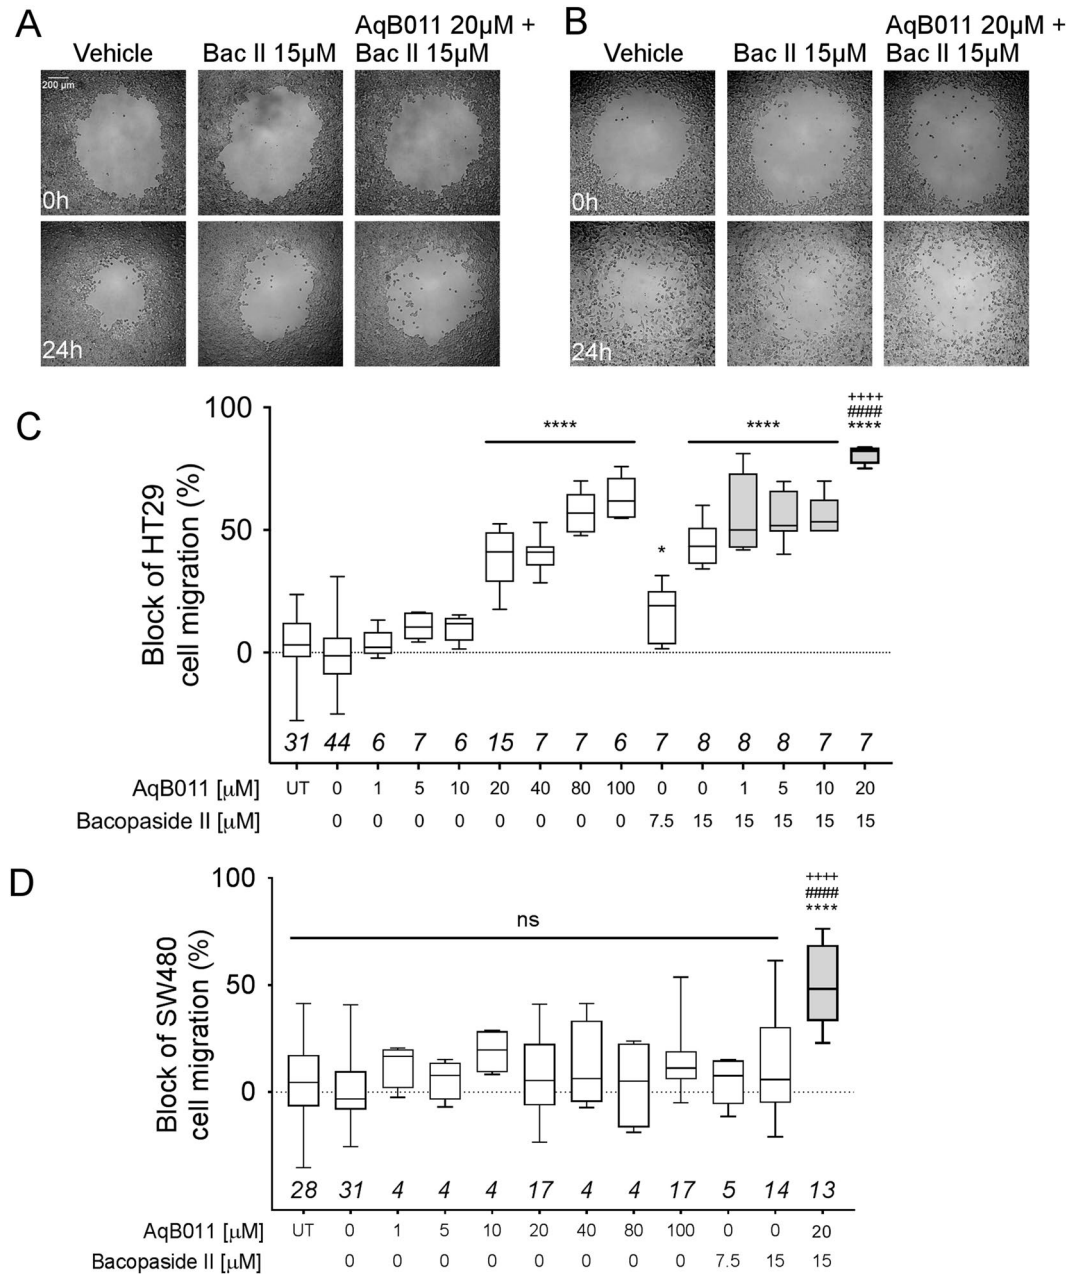 A
Vehicle
Bac II 15μM
AqB011 20μM +
Bac II 15μM
200 μm
0h
24h
B
Vehicle
Bac II 15μM
AqB011 20μM +
Bac II 15μM
0h
24h
C
Block of HT29
cell migration (%)
100
50
0
****
*
****
++++
####
****
31 44 6 7 6 15 7 7 6 7 8 8 8 7 7
AqB011 [μM] UT 0 1 5 10 20 40 80 100 0 0 1 5 10 20
Bacopaside II [μM] 0 0 0 0 0 0 0 0 7.5 15 15 15 15 15
D
Block of SW480
cell migration (%)
100
50
0
ns
++++
####
****
28 31 4 4 4 17 4 4 17 5 14 13
AqB011 [μM] UT 0 1 5 10 20 40 80 100 0 0 20
Bacopaside II [μM] 0 0 0 0 0 0 0 0 7.5 15 15